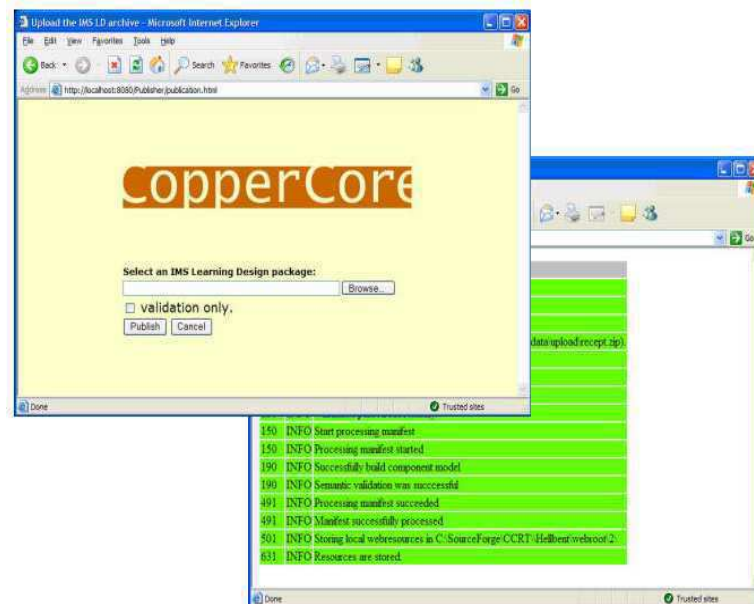 Upload the IMS LD archive - Microsoft Internet Explorer
File Edit View Favorites Tools Help
Back Search Favorites
Address http://localhost:8080/Publisher/publication.html Go
CopperCore
Select an IMS Learning Design package:
Browse...
validation only.
Publish Cancel
Done Trusted sites
Go
data\upload\recept.zip).
150 INFO Start processing manifest
150 INFO Processing manifest started
190 INFO Successfully build component model
190 INFO Semantic validation was succcessful
491 INFO Processing manifest succeeded
491 INFO Manifest successfully processed
501 INFO Storing local webresources in C:\SourceForge\CCRT\\Hellbent\webroot\2\
631 INFO Resources are stored.
Done Trusted sites